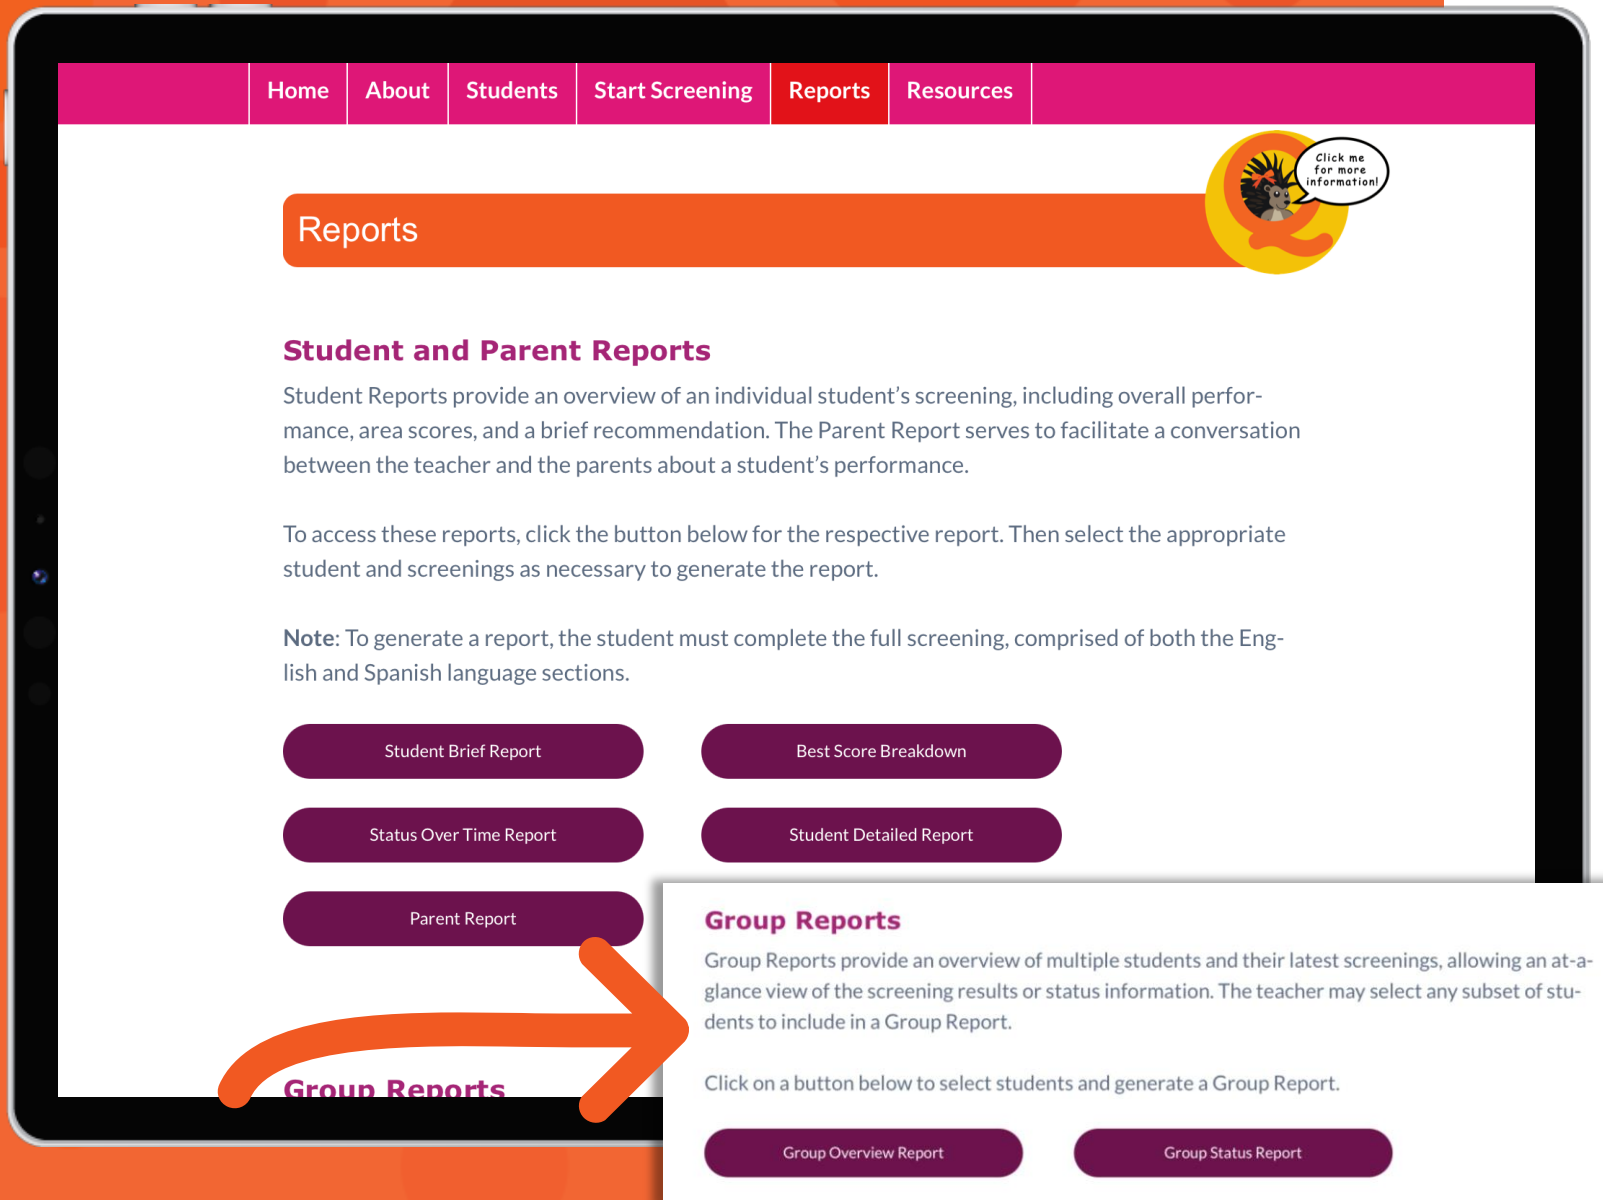 Home About Students Start Screening Reports Resources
Click me
for more
information!
Reports
Student and Parent Reports
Student Reports provide an overview of an individual student’s screening, including overall perfor-
mance, area scores, and a brief recommendation. The Parent Report serves to facilitate a conversation
between the teacher and the parents about a student’s performance.
To access these reports, click the button below for the respective report. Then select the appropriate
student and screenings as necessary to generate the report.
Note: To generate a report, the student must complete the full screening, comprised of both the Eng-
lish and Spanish language sections.
Student Brief Report
Best Score Breakdown
Status Over Time Report
Student Detailed Report
Parent Report
Group Reports
Group Reports
Group Reports provide an overview of multiple students and their latest screenings, allowing an at-a-
glance view of the screening results or status information. The teacher may select any subset of stu-
dents to include in a Group Report.
Click on a button below to select students and generate a Group Report.
Group Overview Report
Group Status Report